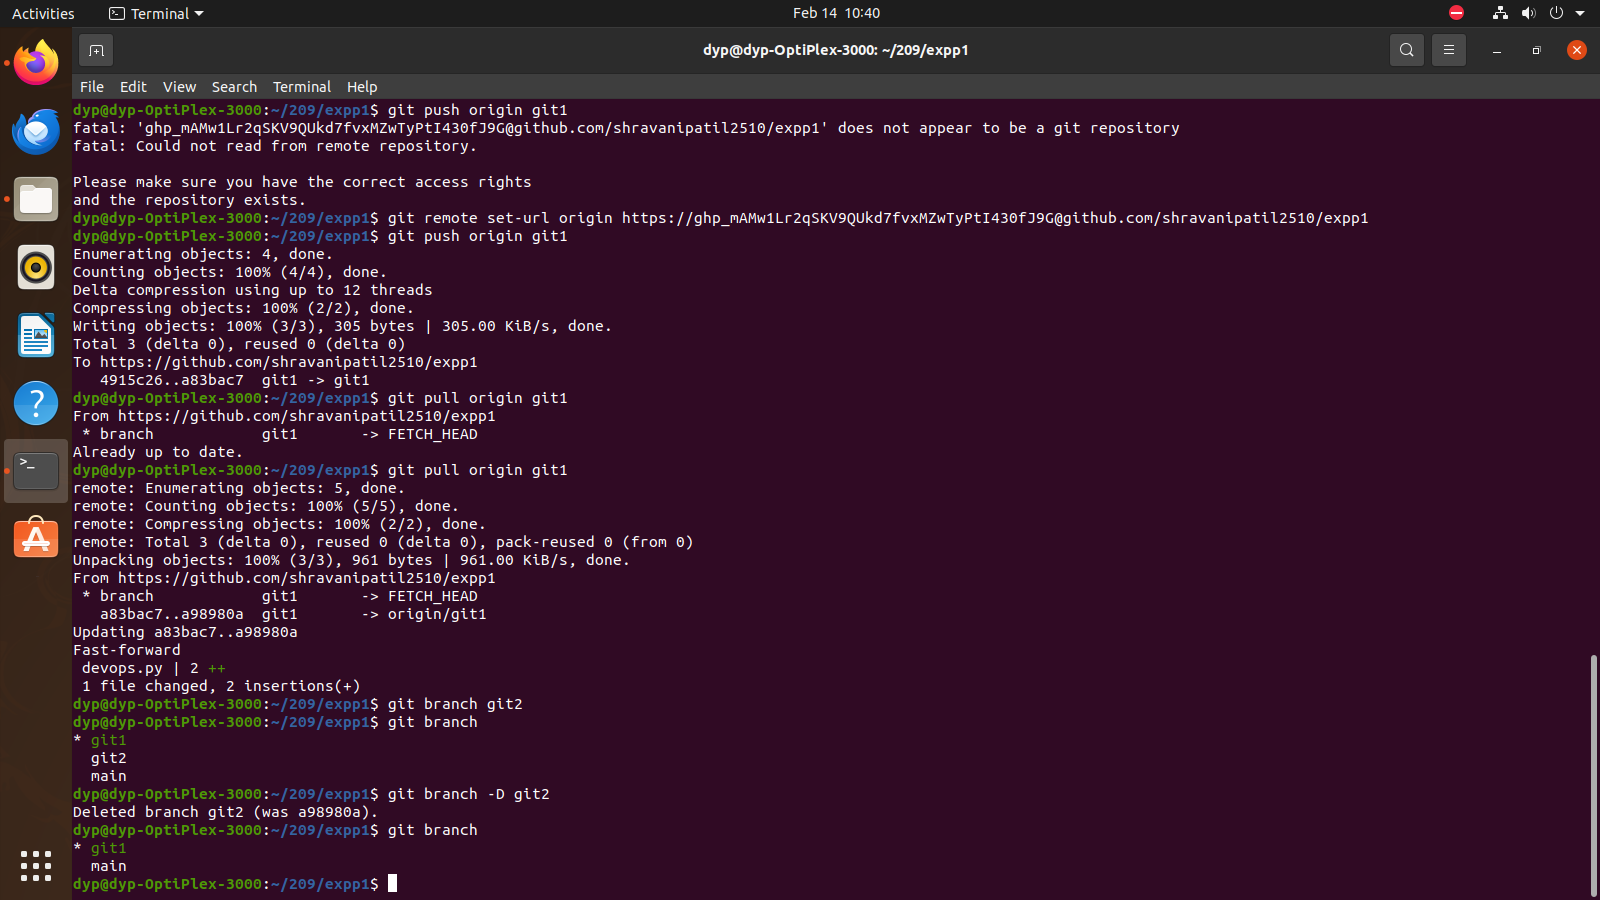 Activities
Terminal
Feb 14 10:40
dyp@dyp-OptiPlex-3000: ~/209/expp1
File Edit View Search Terminal Help
dyp@dyp-OptiPlex-3000:~/209/expp1$ git push origin git1
fatal: '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@github.com/shravanipatil2510/expp1' does not appear to be a git repository
fatal: Could not read from remote repository.
Please make sure you have the correct access rights
and the repository exists.
dyp@dyp-OptiPlex-3000:~/209/expp1$ git remote set-url origin https://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@github.com/shravanipatil2510/expp1
dyp@dyp-OptiPlex-3000:~/209/expp1$ git push origin git1
Enumerating objects: 4, done.
Counting objects: 100% (4/4), done.
Delta compression using up to 12 threads
Compressing objects: 100% (2/2), done.
Writing objects: 100% (3/3), 305 bytes | 305.00 KiB/s, done.
Total 3 (delta 0), reused 0 (delta 0)
To https://github.com/shravanipatil2510/expp1
   4915c26..a83bac7  git1 -> git1
dyp@dyp-OptiPlex-3000:~/209/expp1$ git pull origin git1
From https://github.com/shravanipatil2510/expp1
 * branch            git1       -> FETCH_HEAD
Already up to date.
dyp@dyp-OptiPlex-3000:~/209/expp1$ git pull origin git1
remote: Enumerating objects: 5, done.
remote: Counting objects: 100% (5/5), done.
remote: Compressing objects: 100% (2/2), done.
remote: Total 3 (delta 0), reused 0 (delta 0), pack-reused 0 (from 0)
Unpacking objects: 100% (3/3), 961 bytes | 961.00 KiB/s, done.
From https://github.com/shravanipatil2510/expp1
 * branch            git1       -> FETCH_HEAD
   a83bac7..a98980a  git1       -> origin/git1
Updating a83bac7..a98980a
Fast-forward
 devops.py | 2 ++
 1 file changed, 2 insertions(+)
dyp@dyp-OptiPlex-3000:~/209/expp1$ git branch git2
dyp@dyp-OptiPlex-3000:~/209/expp1$ git branch
* git1
  git2
  main
dyp@dyp-OptiPlex-3000:~/209/expp1$ git branch -D git2
Deleted branch git2 (was a98980a).
dyp@dyp-OptiPlex-3000:~/209/expp1$ git branch
* git1
  main
dyp@dyp-OptiPlex-3000:~/209/expp1$